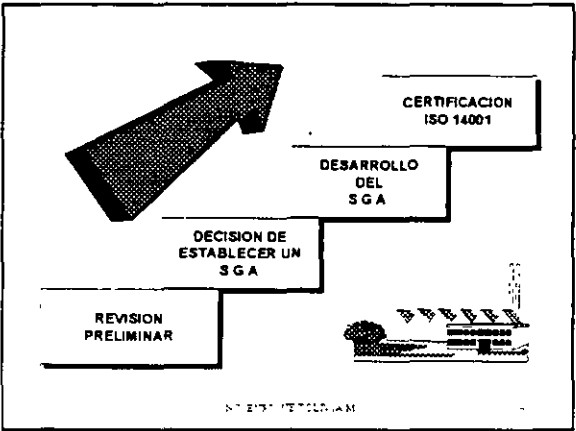 CERTIFICACION
ISO 14001
DESARROLLO
DEL
S G A
DECISION DE
ESTABLECER UN
S G A
REVISION
PRELIMINAR